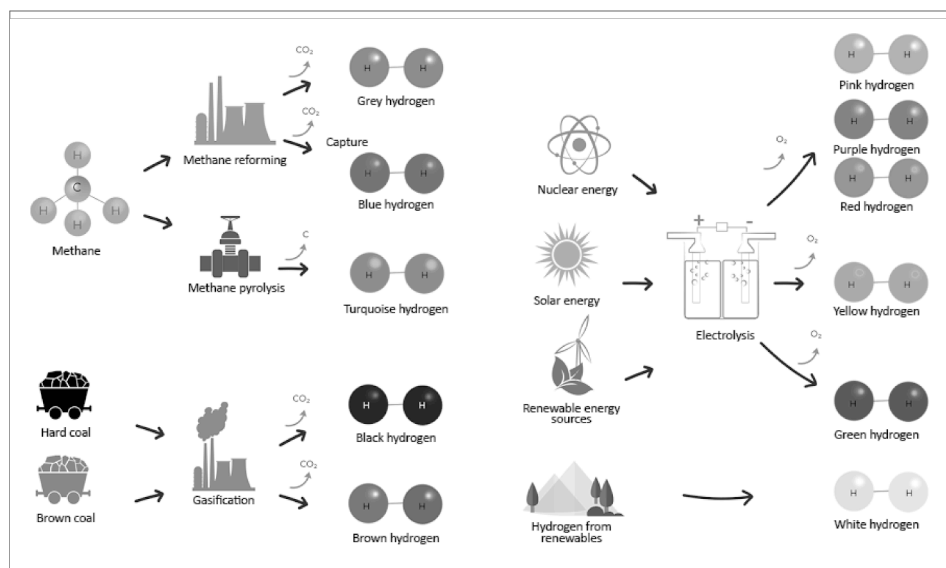 CO₂
H H
Grey hydrogen
CO₂
Methane reforming
Capture
H
C
H H
H
Methane
H H
Blue hydrogen
C
Methane pyrolysis
H H
Turquoise hydrogen
Hard coal
Brown coal
Gasification
CO₂
H H
Black hydrogen
CO₂
H H
Brown hydrogen
Nuclear energy
Solar energy
Renewable energy
sources
+ -
Electrolysis
O₂
H H
Pink hydrogen
H H
Purple hydrogen
H H
Red hydrogen
O₂
H H
Yellow hydrogen
O₂
H H
Green hydrogen
Hydrogen from
renewables
H H
White hydrogen